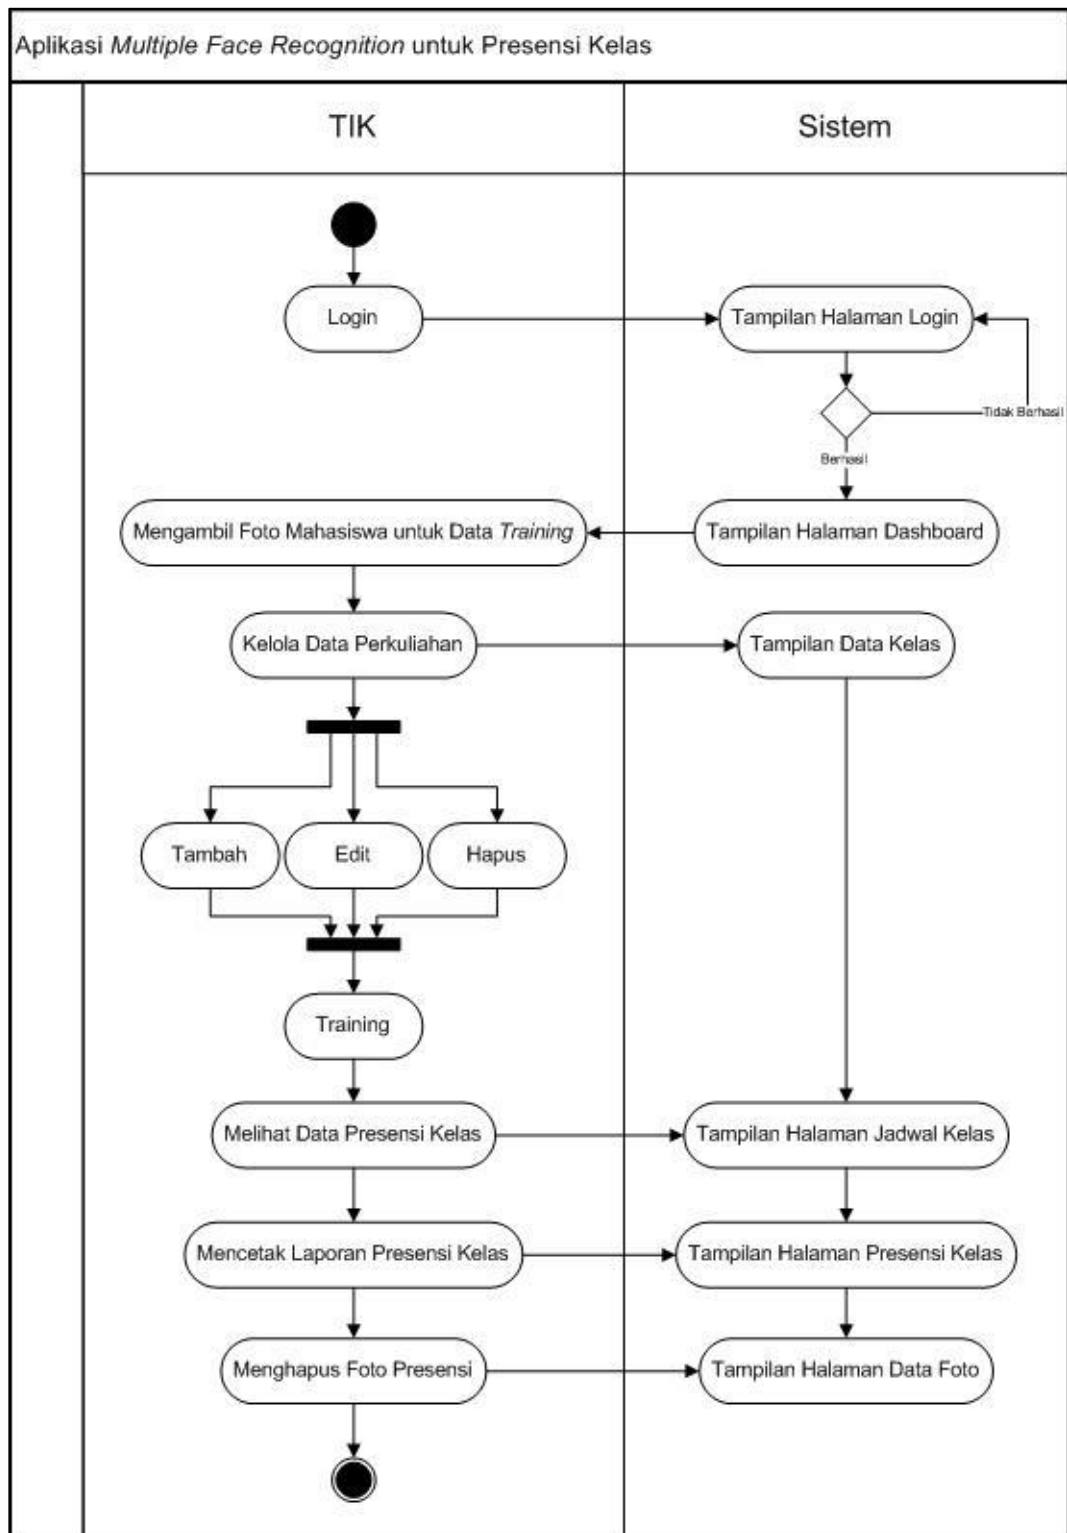 Aplikasi Multiple Face Recognition untuk Presensi Kelas
TIK
Sistem
Login
Tampilan Halaman Login
Tidak Berhasil
Berhasil
Mengambil Foto Mahasiswa untuk Data Training
Tampilan Halaman Dashboard
Kelola Data Perkuliahan
Tampilan Data Kelas
Tambah
Edit
Hapus
Training
Melihat Data Presensi Kelas
Tampilan Halaman Jadwal Kelas
Mencetak Laporan Presensi Kelas
Tampilan Halaman Presensi Kelas
Menghapus Foto Presensi
Tampilan Halaman Data Foto